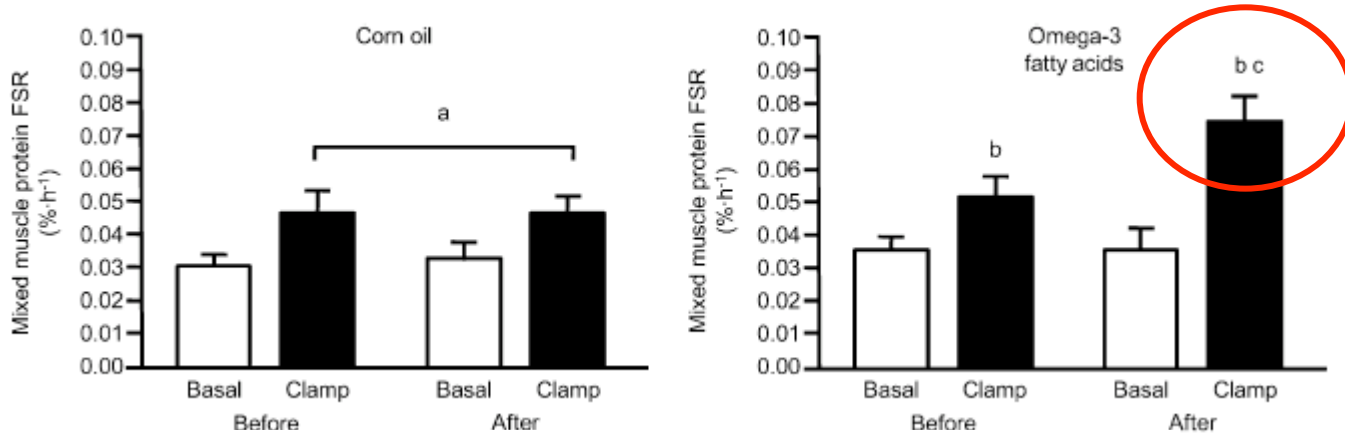 Corn oil
Mixed muscle protein FSR
(%·h⁻¹)
0.10
0.09
0.08
0.07
0.06
0.05
0.04
0.03
0.02
0.01
0.00
a
Basal Clamp Basal Clamp
Before After
Omega-3
fatty acids
Mixed muscle protein FSR
(%·h⁻¹)
0.10
0.09
0.08
0.07
0.06
0.05
0.04
0.03
0.02
0.01
0.00
b
b c
Basal Clamp Basal Clamp
Before After